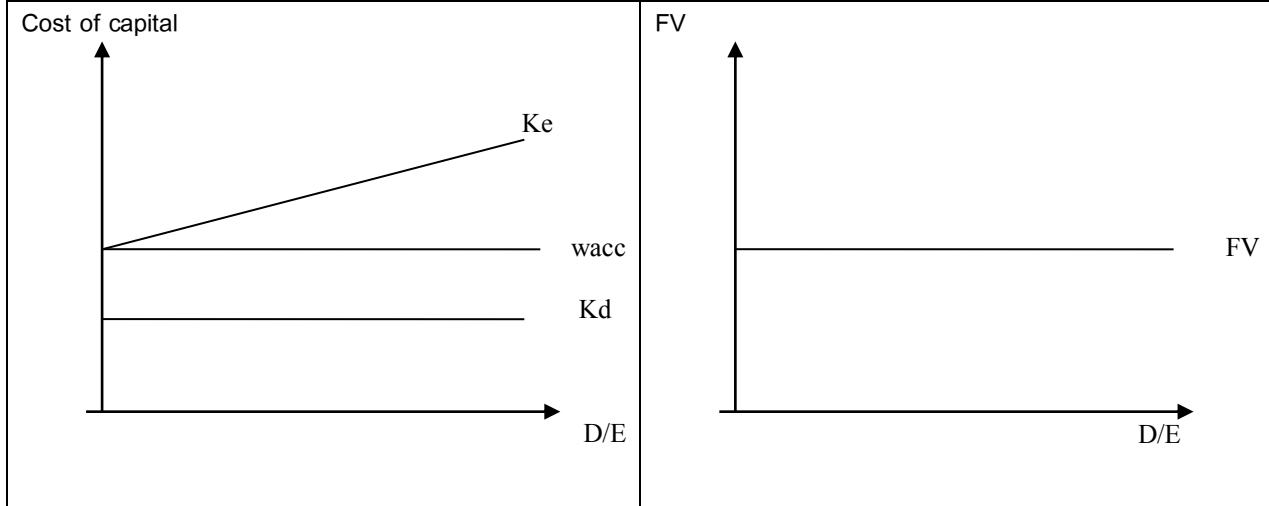 Cost of capital
Ke
wacc
Kd
D/E
FV
FV
D/E